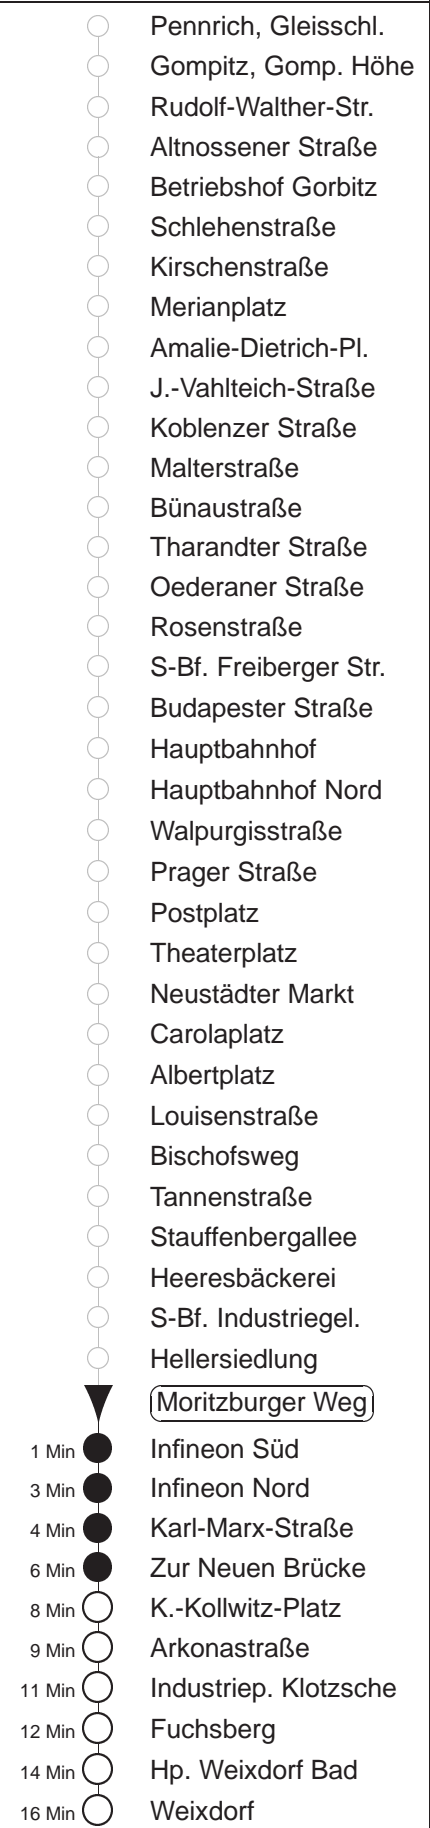 Pennrich, Gleisschl.
Gompitz, Gomp. Höhe
Rudolf-Walther-Str.
Altnossener Straße
Betriebshof Gorbitz
Schlehenstraße
Kirschenstraße
Merianplatz
Amalie-Dietrich-Pl.
J.-Vahlteich-Straße
Koblenzer Straße
Malterstraße
Bünaustraße
Tharandter Straße
Oederaner Straße
Rosenstraße
S-Bf. Freiberger Str.
Budapester Straße
Hauptbahnhof
Hauptbahnhof Nord
Walpurgisstraße
Prager Straße
Postplatz
Theaterplatz
Neustädter Markt
Carolaplatz
Albertplatz
Louisenstraße
Bischofsweg
Tannenstraße
Stauffenbergallee
Heeresbäckerei
S-Bf. Industriegel.
Hellersiedlung
Moritzburger Weg
1 Min Infineon Süd
3 Min Infineon Nord
4 Min Karl-Marx-Straße
6 Min Zur Neuen Brücke
8 Min K.-Kollwitz-Platz
9 Min Arkonastraße
11 Min Industriep. Klotzsche
12 Min Fuchsberg
14 Min Hp. Weixdorf Bad
16 Min Weixdorf